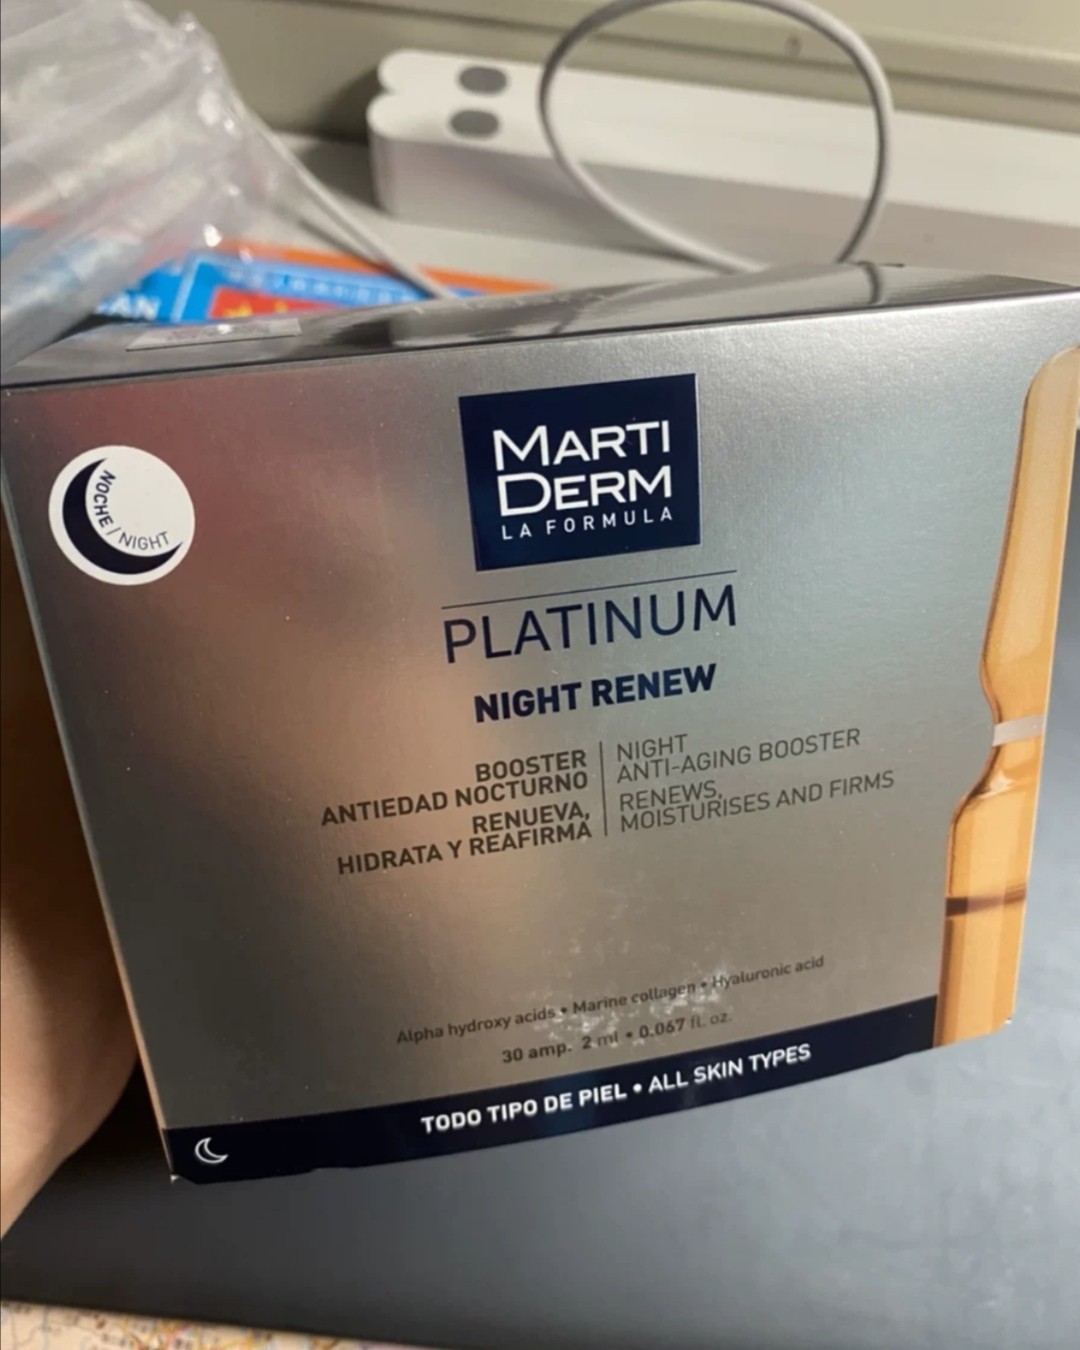 AN
NOCHE / NIGHT
MARTI
DERM
LA FORMULA
PLATINUM
NIGHT RENEW
BOOSTER
ANTIEDAD NOCTURNO
RENUEVA,
HIDRATA Y REAFIRMA
NIGHT
ANTI-AGING BOOSTER
RENEWS,
MOISTURISES AND FIRMS
Alpha hydroxy acids • Marine collagen • Hyaluronic acid
30 amp. 2 ml • 0.067 fl. oz.
TODO TIPO DE PIEL • ALL SKIN TYPES